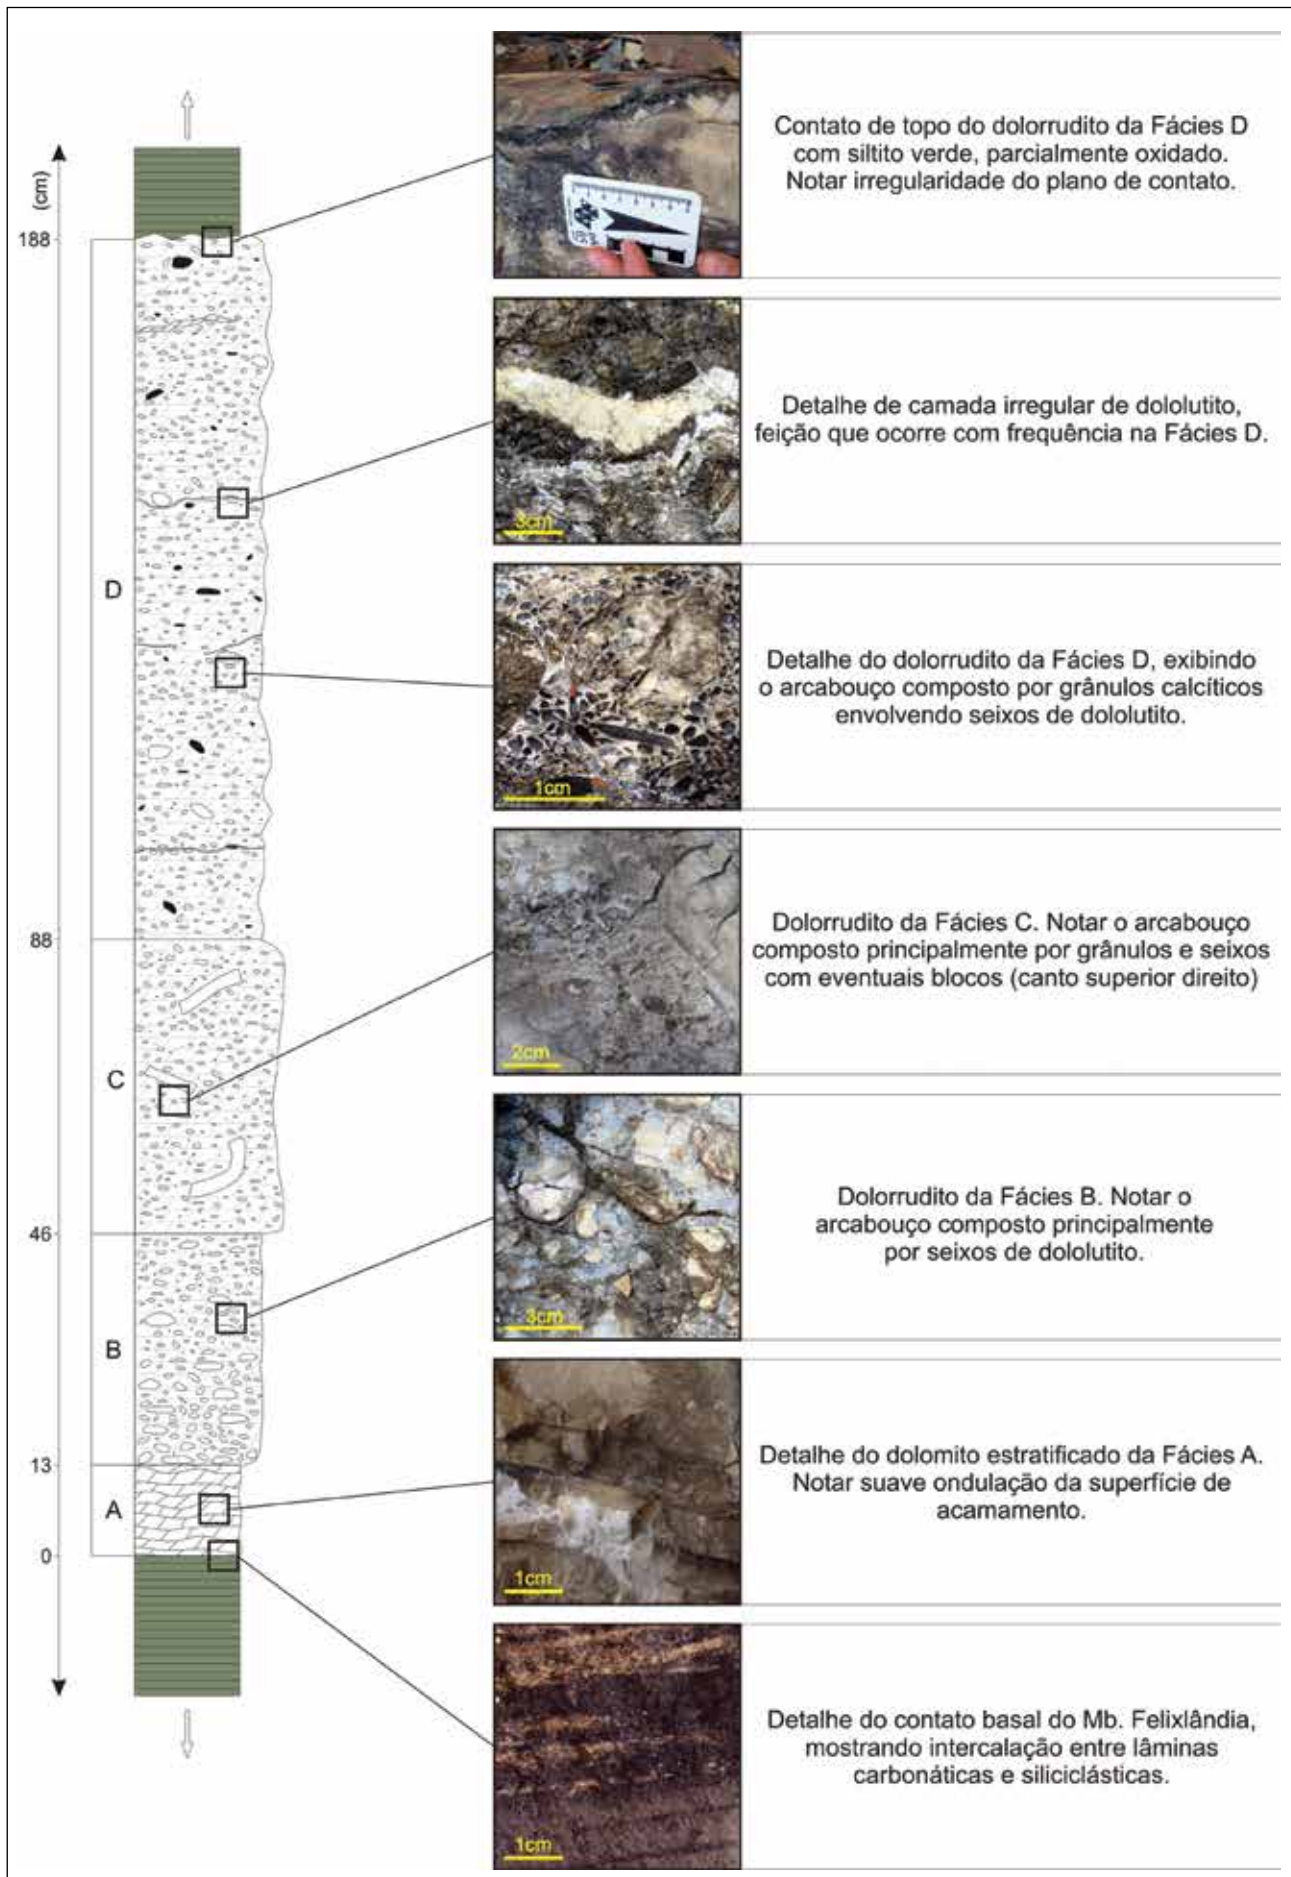 (cm)
188
D
88
C
46
B
13
A
0
Contato de topo do dolorrudito da Fácies D
com siltito verde, parcialmente oxidado.
Notar irregularidade do plano de contato.
Detalhe de camada irregular de dololutito,
feição que ocorre com frequência na Fácies D.
3cm
Detalhe do dolorrudito da Fácies D, exibindo
o arcabouço composto por grânulos calcíticos
envolvendo seixos de dololutito.
1cm
Dolorrudito da Fácies C. Notar o arcabouço
composto principalmente por grânulos e seixos
com eventuais blocos (canto superior direito)
2cm
Dolorrudito da Fácies B. Notar o
arcabouço composto principalmente
por seixos de dololutito.
3cm
Detalhe do dolomito estratificado da Fácies A.
Notar suave ondulação da superfície de
acamamento.
1cm
Detalhe do contato basal do Mb. Felixlândia,
mostrando intercalação entre lâminas
carbonáticas e siliciclásticas.
1cm